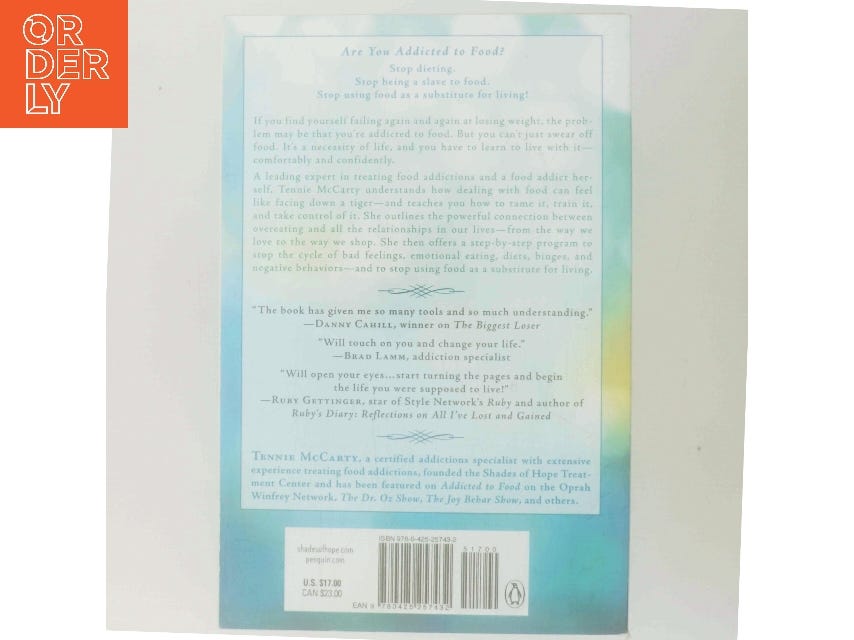 OR
DER
LY
Are You Addicted to Food?
Stop dieting.
Stop being a slave to food.
Stop using food as a substitute for living!
If you find yourself failing again and again at losing weight, the prob-
lem may be that you're addicted to food. But you can't just swear off
food. It's a necessity of life, and you have to learn to live with it—
comfortably and confidently.
A leading expert in treating food addictions and a food addict her-
self, Tennie McCarty understands how dealing with food can feel
like facing down a tiger—and teaches you how to tame it, train it,
and take control of it. She outlines the powerful connection between
overeating and all the relationships in our lives—from the way we
love to the way we shop. She then offers a step-by-step program to
stop the cycle of bad feelings, emotional eating, diets, binges, and
negative behaviors—and to stop using food as a substitute for living.
"The book has given me so many tools and so much understanding."
—Danny Cahill, winner on The Biggest Loser
"Will touch on you and change your life."
—Brad Lamm, addiction specialist
"Will open your eyes...start turning the pages and begin
the life you were supposed to live!"
—Ruby Gettinger, star of Style Network's Ruby and author of
Ruby's Diary: Reflections on All I've Lost and Gained
Tennie McCarty, a certified addictions specialist with extensive
experience treating food addictions, founded the Shades of Hope Treat-
ment Center and has been featured on Addicted to Food on the Oprah
Winfrey Network, The Dr. Oz Show, The Joy Behar Show, and others.
shadesofhope.com
penguin.com
U.S. $17.00
CAN $23.00
ISBN 978-0-425-25743-2
51700
EAN 9 780425 257432